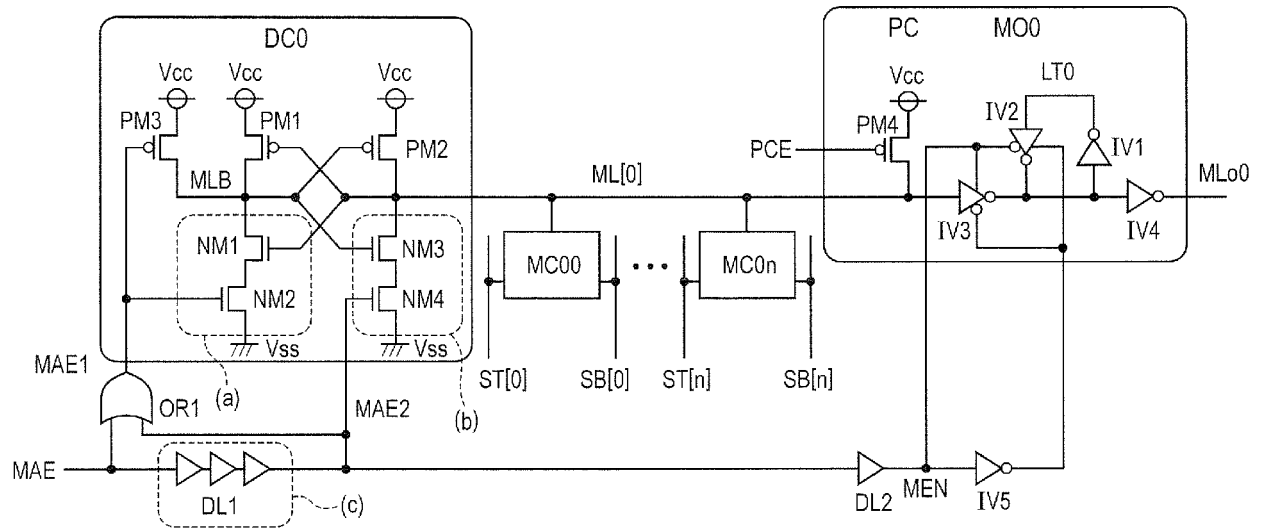 DC0
PC MO0
Vcc Vcc Vcc
Vcc LT0
PM3 PM1 PM2
PCE PM4 IV2 IV1
MLB ML[0] MLo0
IV3 IV4
NM1 NM3 MC00 ••• MC0n
NM2 NM4
Vss Vss
MAE1 ST[0] SB[0] ST[n] SB[n]
OR1 (a) MAE2 (b)
MAE DL1 (c) DL2 MEN IV5